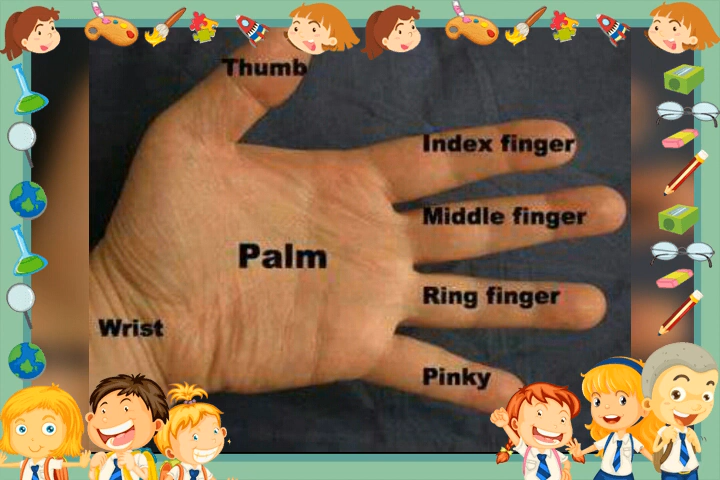 Thumb
Index finger
Middle finger
Palm
Ring finger
Wrist
Pinky